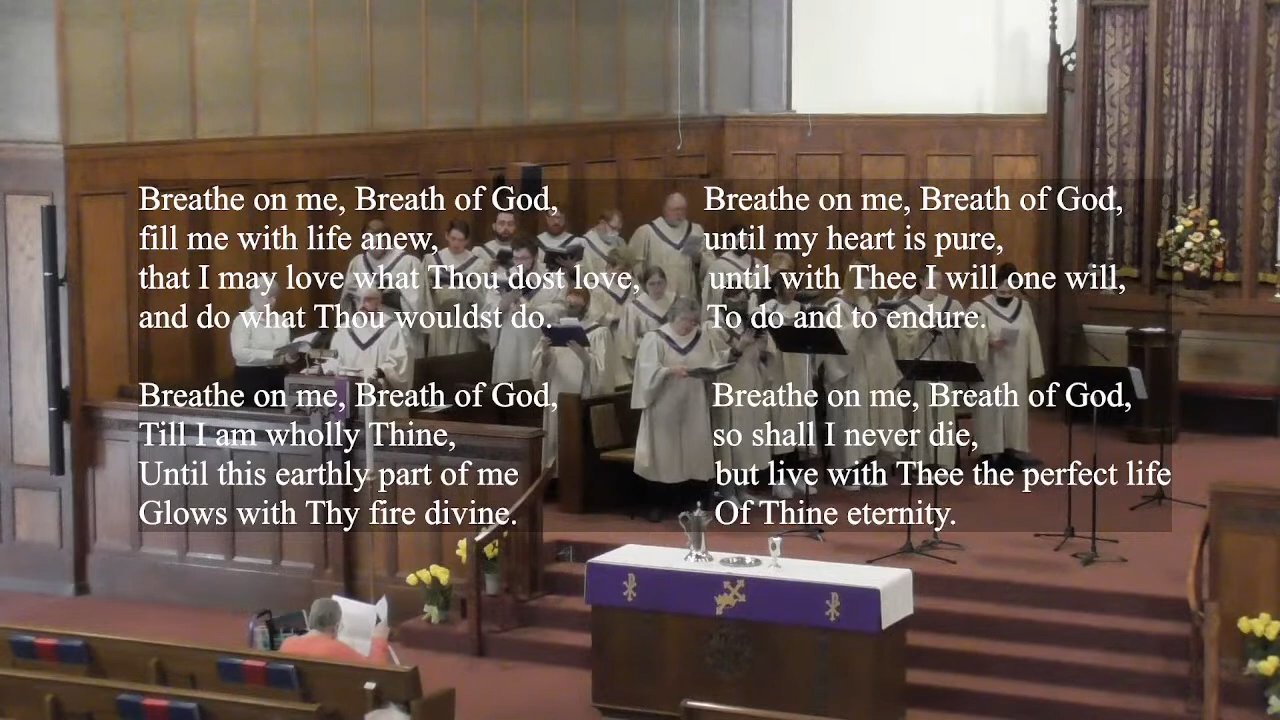 Breathe on me, Breath of God,
fill me with life anew,
that I may love what Thou dost love,
and do what Thou wouldst do.
Breathe on me, Breath of God,
until my heart is pure,
until with Thee I will one will,
To do and to endure.
Breathe on me, Breath of God,
Till I am wholly Thine,
Until this earthly part of me
Glows with Thy fire divine.
Breathe on me, Breath of God,
so shall I never die,
but live with Thee the perfect life
Of Thine eternity.